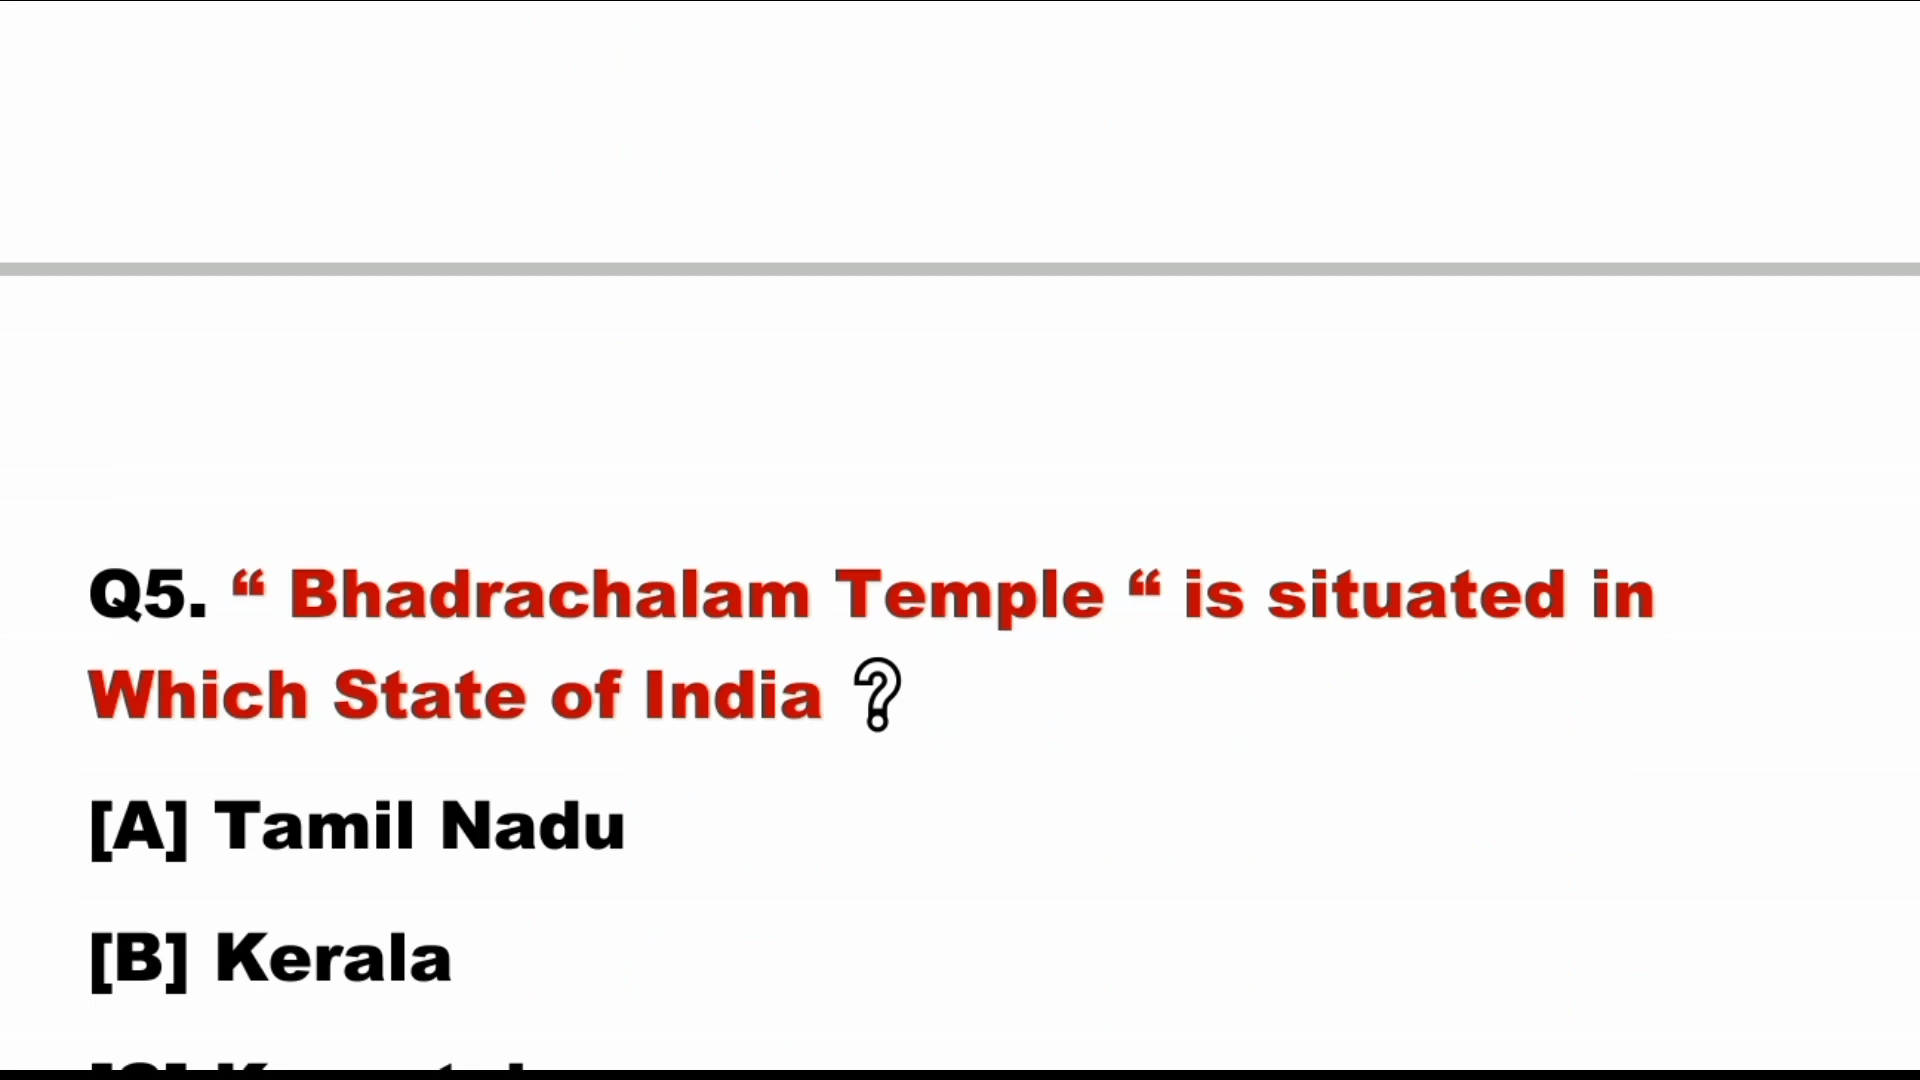 Q5. “ Bhadrachalam Temple “ is situated in
Which State of India ?
[A] Tamil Nadu
[B] Kerala